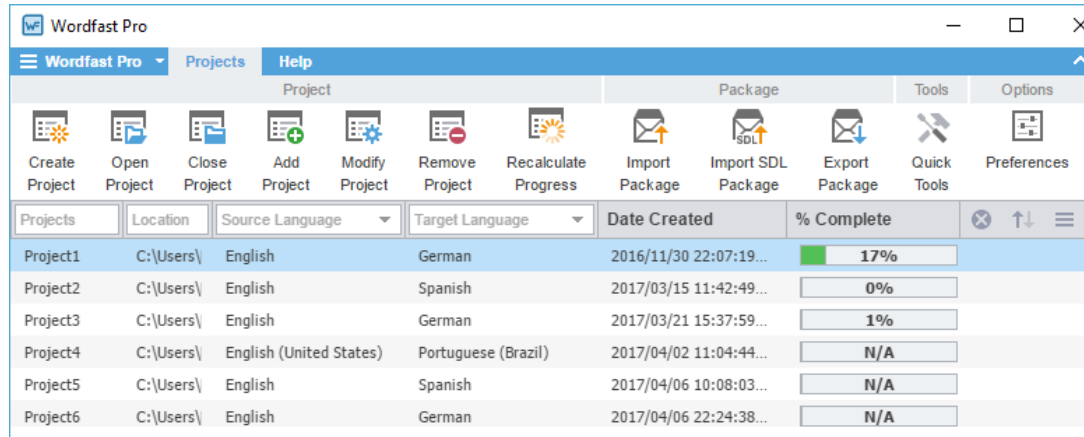 Wordfast Pro
Wordfast Pro Projects Help
Project Package Tools Options
Create Project
Open Project
Close Project
Add Project
Modify Project
Remove Project
Recalculate Progress
Import Package
SDL
Import SDL Package
Export Package
Quick Tools
Preferences
Projects Location Source Language Target Language Date Created % Complete
Project1 C:\Users\ English German 2016/11/30 22:07:19... 17%
Project2 C:\Users\ English Spanish 2017/03/15 11:42:49... 0%
Project3 C:\Users\ English German 2017/03/21 15:37:59... 1%
Project4 C:\Users\ English (United States) Portuguese (Brazil) 2017/04/02 11:04:44... N/A
Project5 C:\Users\ English Spanish 2017/04/06 10:08:03... N/A
Project6 C:\Users\ English German 2017/04/06 22:24:38... N/A